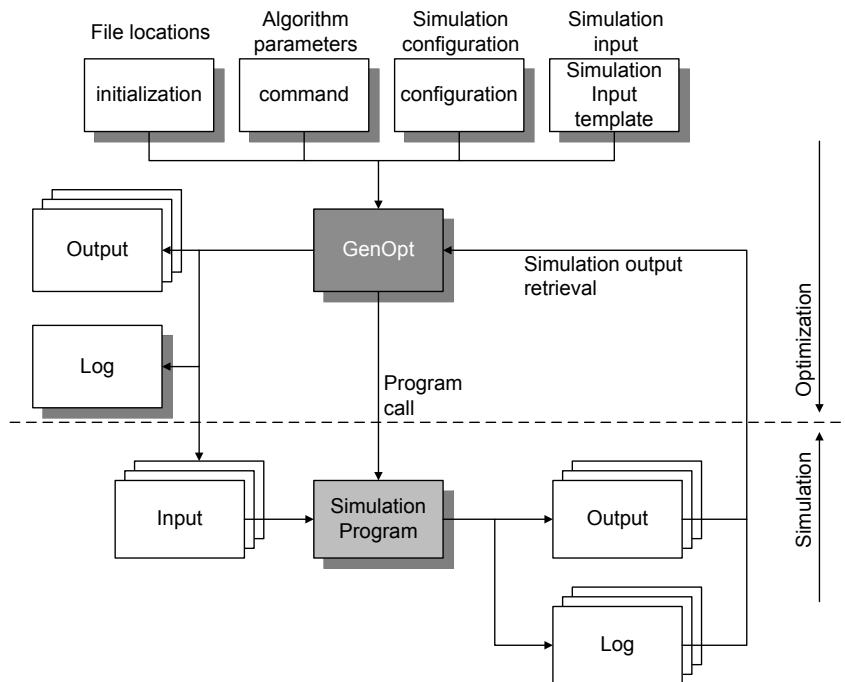 File locations
Algorithm
parameters
Simulation
configuration
Simulation
input
initialization
command
configuration
Simulation
Input
template
Output
GenOpt
Simulation output
retrieval
Log
Program
call
Optimization
Input
Simulation
Program
Output
Simulation
Log